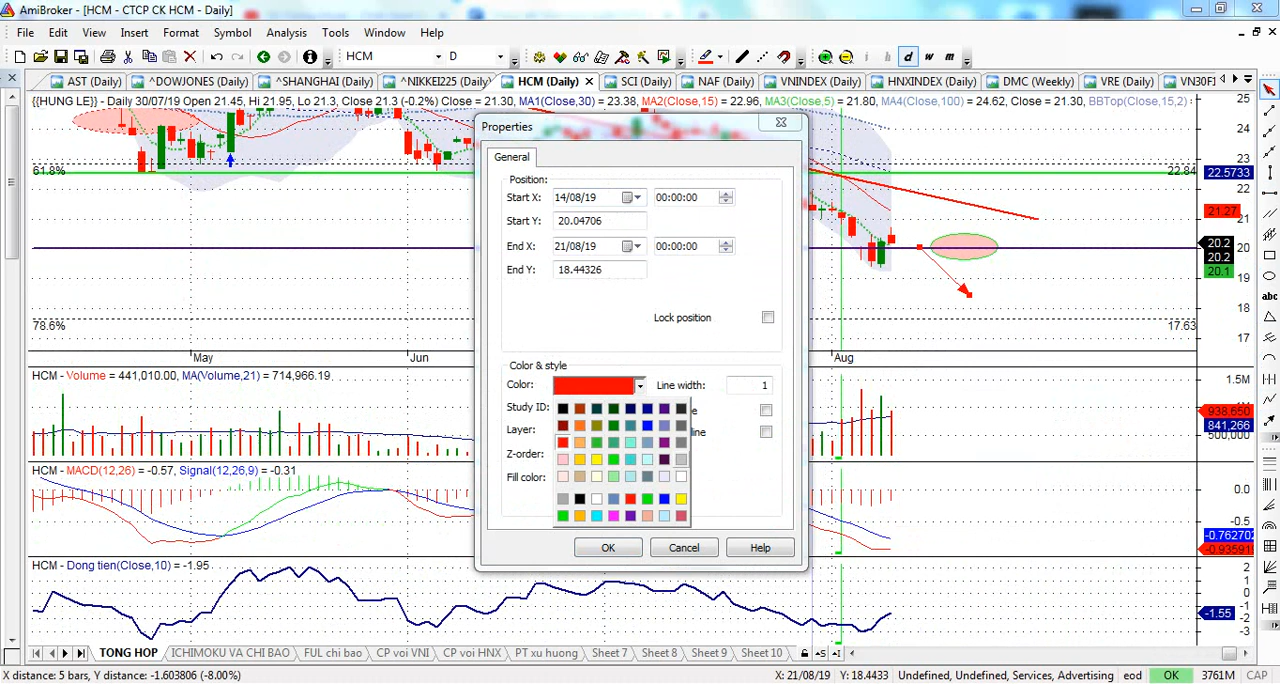 AmiBroker - [HCM - CTCP CK HCM - Daily]
File Edit View Insert Format Symbol Analysis Tools Window Help
HCM D i h d w m
AST (Daily) ^DOWJONES(Daily) ^SHANGHAI (Daily) ^NIKKEI225 (Daily) HCM (Daily) SCI (Daily) NAF (Daily) VNINDEX (Daily) HNXINDEX (Daily) DMC (Weekly) VRE (Daily) VN30F1
{{HUNG LE}} - Daily 30/07/19 Open 21.45, Hi 21.95, Lo 21.3, Close 21.3 (-0.2%) Close = 21.30, MA1(Close,30) = 23.38, MA2(Close,15) = 22.96, MA3(Close,5) = 21.80, MA4(Close,100) = 24.62, Close = 21.30, BBTop(Close,15,2) =
25
24
23
22
21
20
19
18
17
61.8%
22.84
22.5733
21.27
20.2
20.2
20.1
78.6%
17.63
May Jun Aug
Properties
General
Position:
Start X: 14/08/19 00:00:00
Start Y: 20.04706
End X: 21/08/19 00:00:00
End Y: 18.44326
Lock position
Color & style
Color: Line width: 1
Study ID:
Layer:
Z-order:
Fill color:
OK Cancel Help
abc
HCM - Volume = 441,010.00, MA(Volume,21) = 714,966.19
1.5M
938,650
841,266
500,000
HCM - MACD(12,26) = -0.57, Signal(12,26,9) = -0.31
0.0
-0.5
-0.762702
-0.935919
HCM - Dong tien(Close,10) = -1.95
2
1
0
-1
-1.55
-2
-3
TONG HOP ICHIMOKU VA CHI BAO FUL chi bao CP voi VNI CP voi HNX PT xu huong Sheet 7 Sheet 8 Sheet 9 Sheet 10
X distance: 5 bars, Y distance: -1.603806 (-8.00%) X: 21/08/19 Y: 18.4433 Undefined, Undefined, Services, Advertising eod OK 3761M CAP